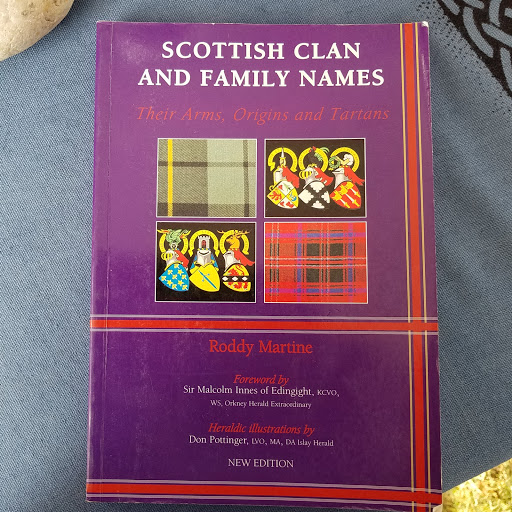 SCOTTISH CLAN
AND FAMILY NAMES
Their Arms, Origins and Tartans
Roddy Martine
Foreword by
Sir Malcolm Innes of Edingight, KCVO,
WS, Orkney Herald Extraordinary
Heraldic illustrations by
Don Pottinger, LVO, MA, DA Islay Herald
NEW EDITION